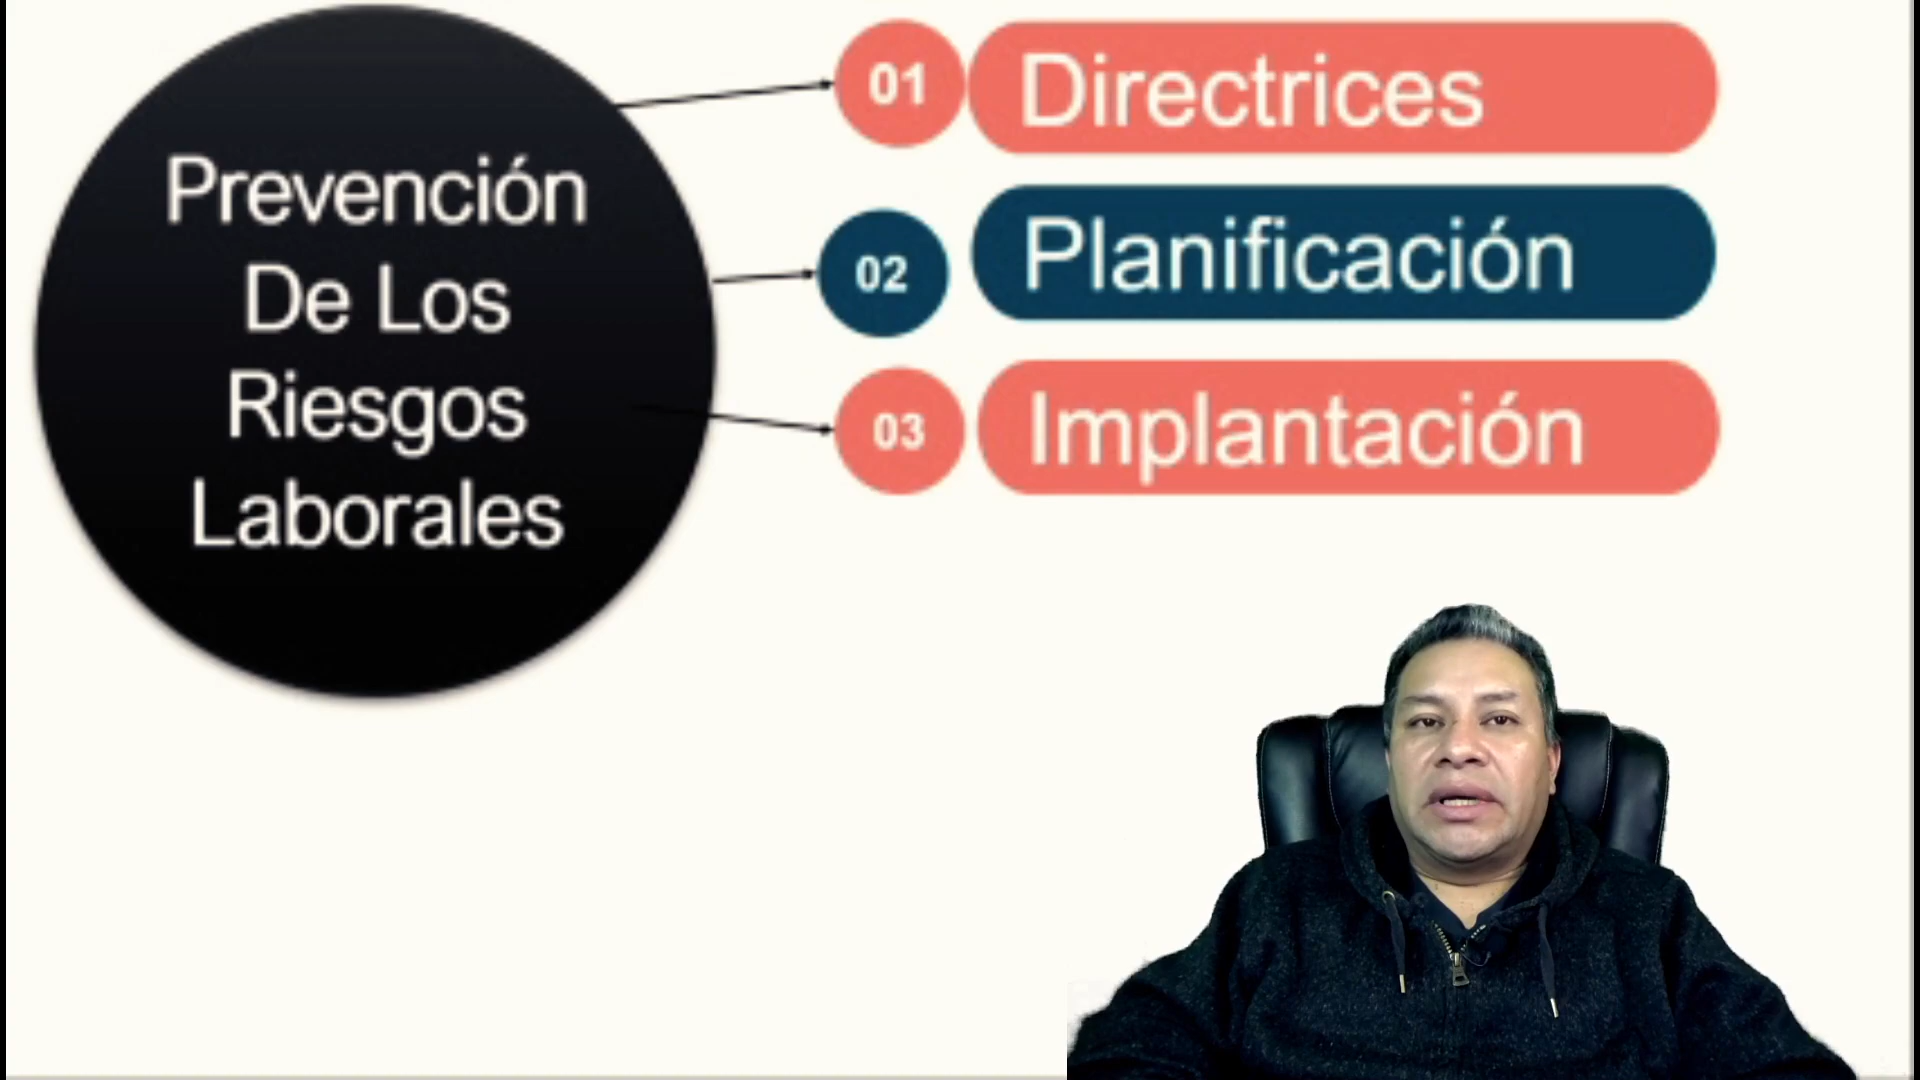 Prevención
De Los
Riesgos
Laborales
01 Directrices
02 Planificación
03 Implantación